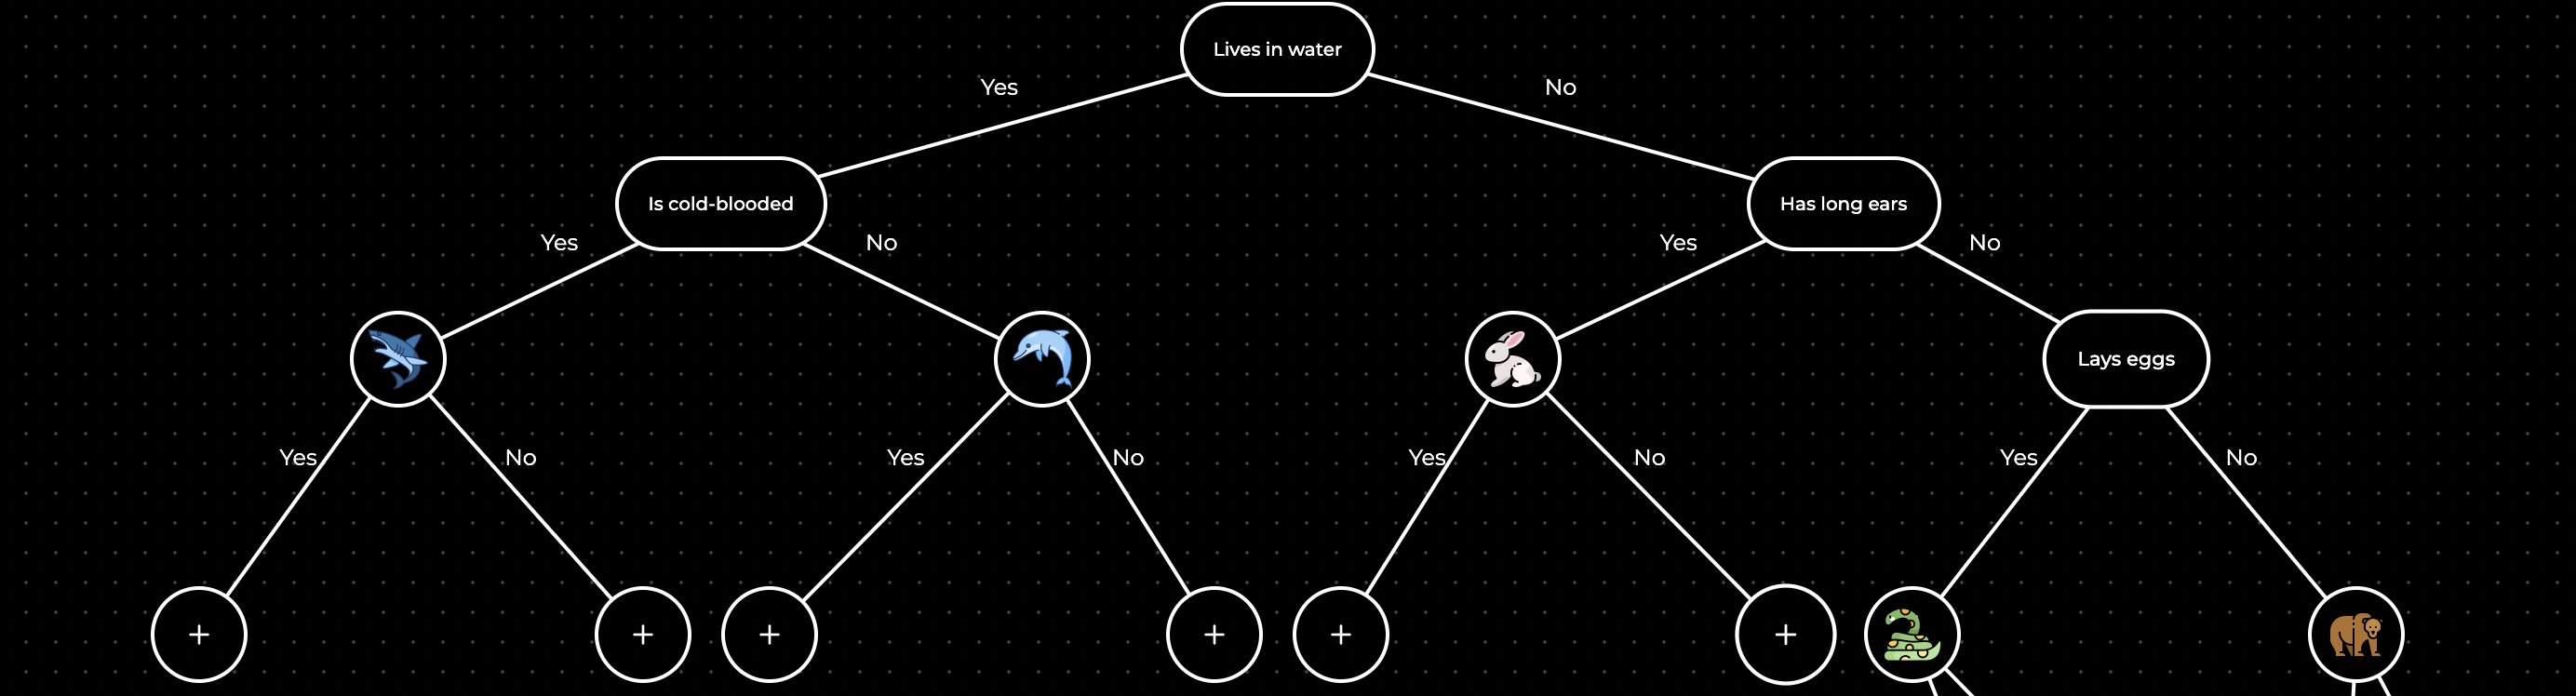 Lives in water
Yes
No
Is cold-blooded
Has long ears
Yes
No
Yes
No
Lays eggs
Yes
No
Yes
No
Yes
No
Yes
No
+
+
+
+
+
+